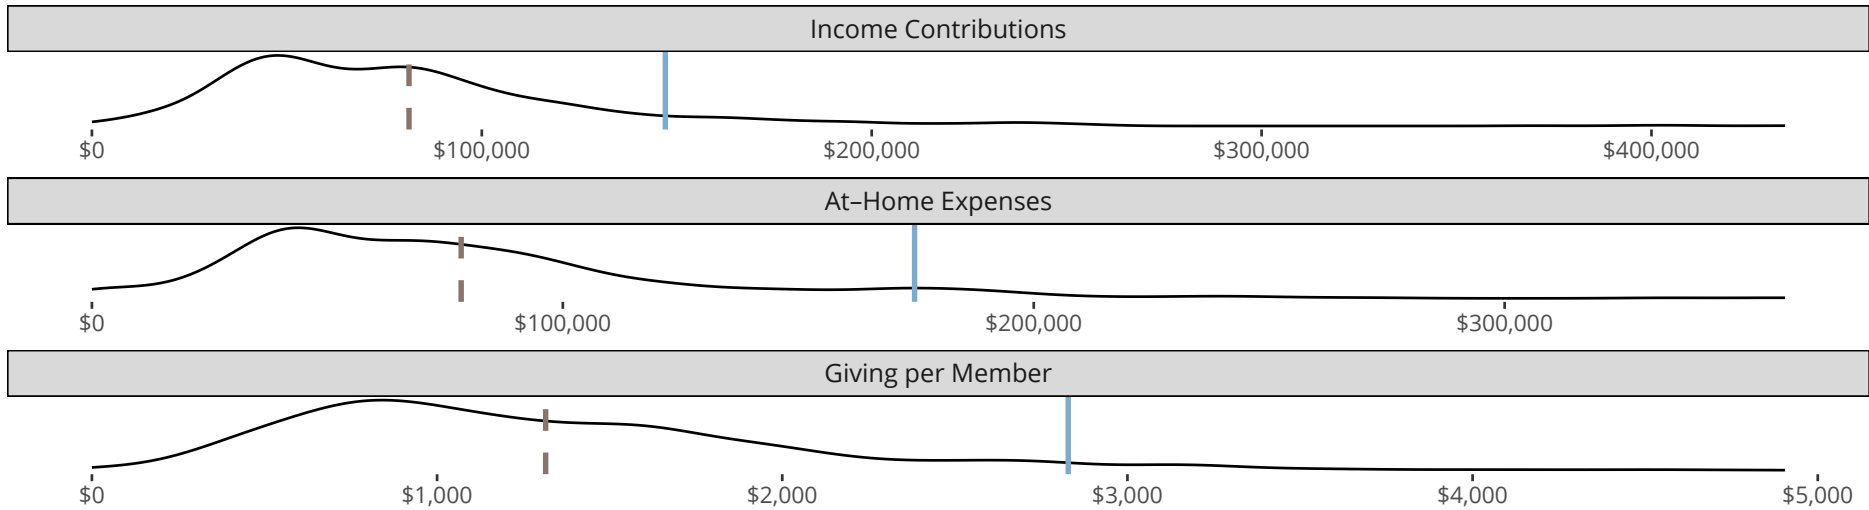 Income Contributions
$0 $100,000 $200,000 $300,000 $400,000
At–Home Expenses
$0 $100,000 $200,000 $300,000
Giving per Member
$0 $1,000 $2,000 $3,000 $4,000 $5,000